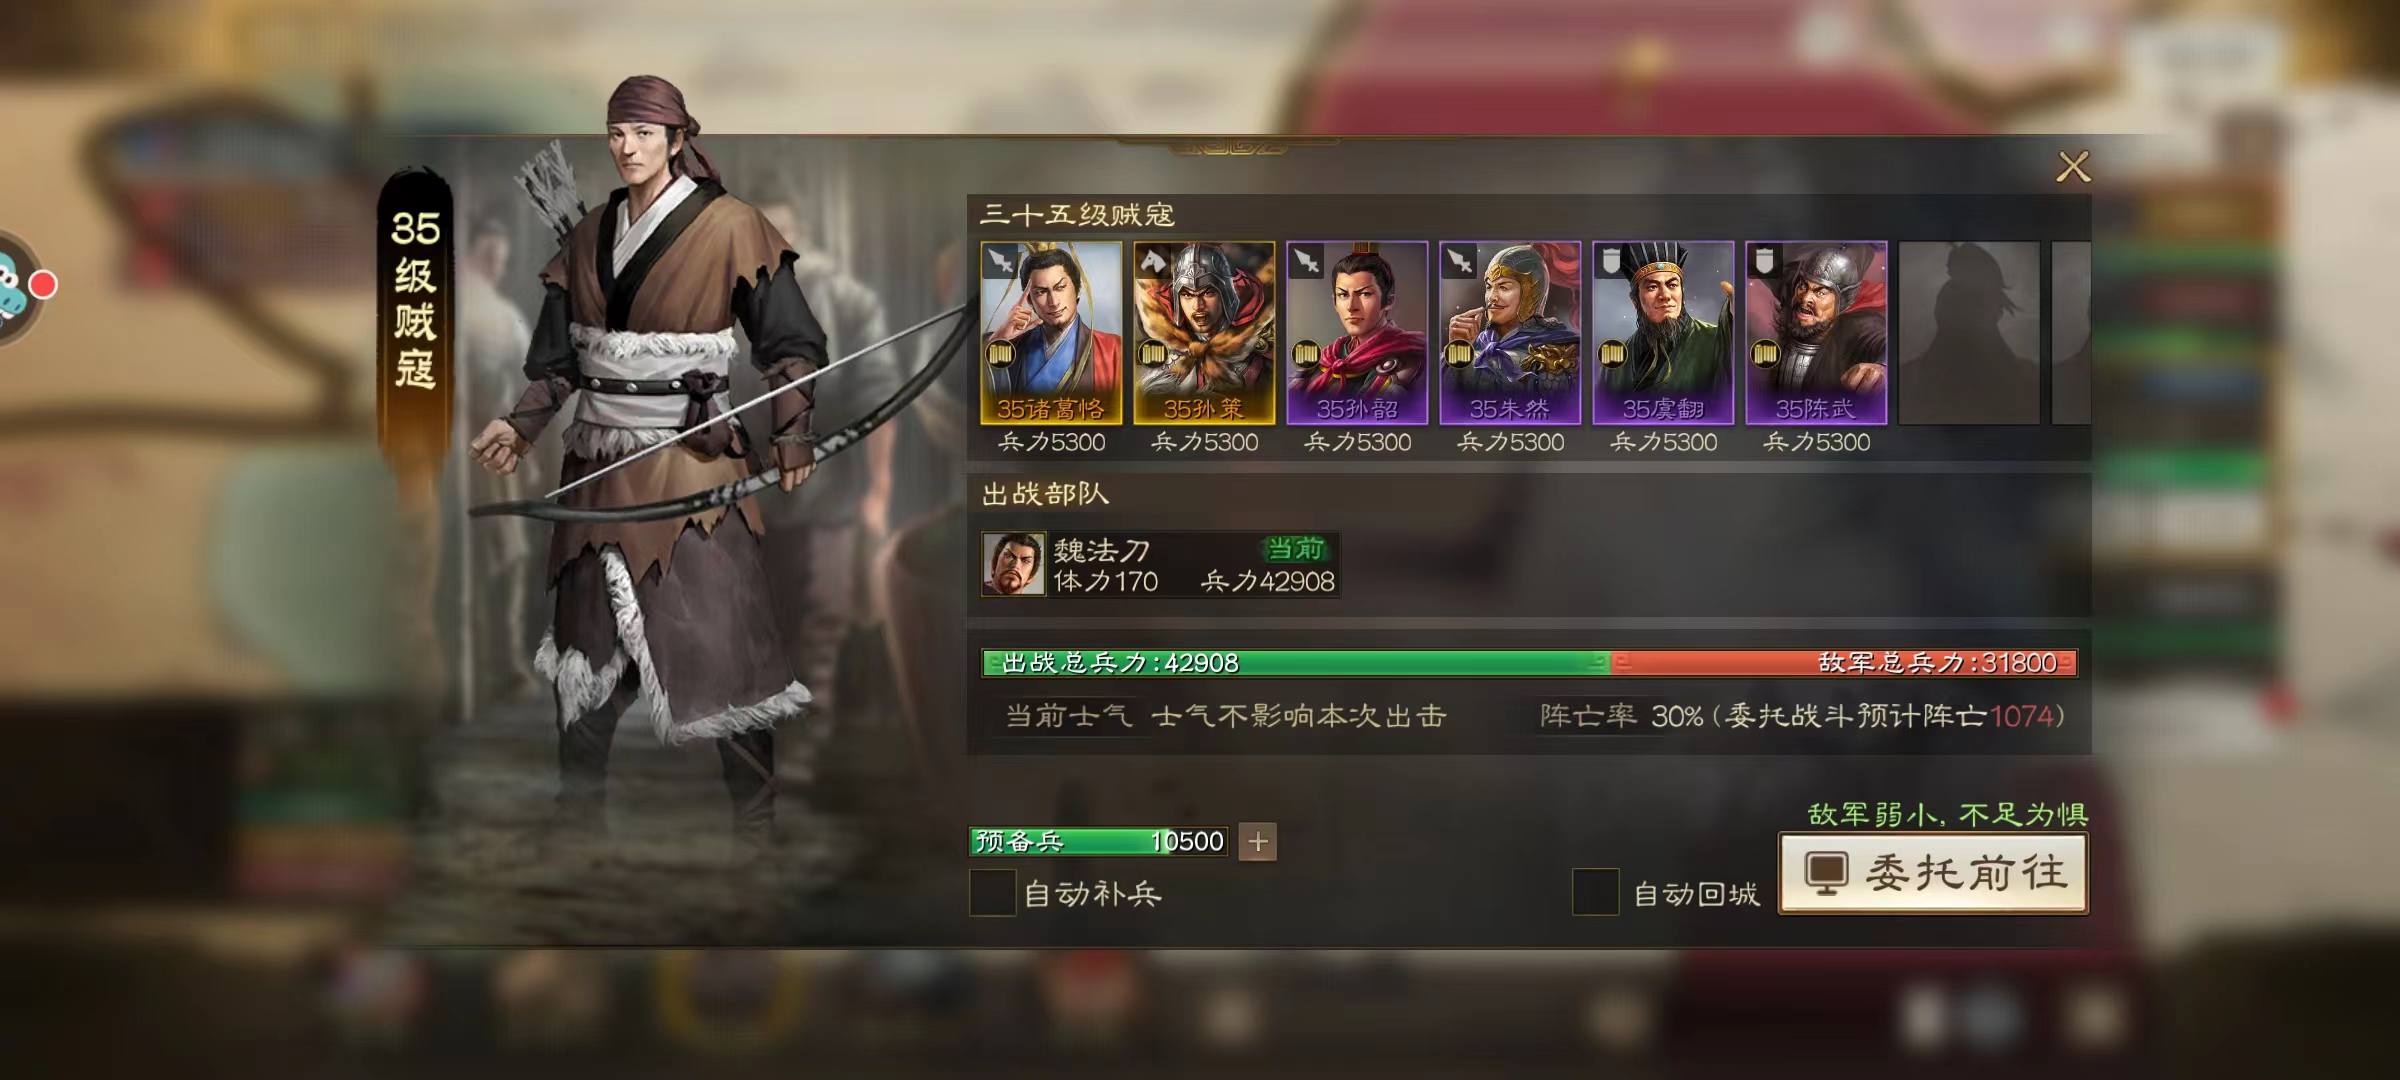 35级贼寇
三十五级贼寇
35诸葛恪
35孙策
35孙韶
35朱然
35虞翻
35陈武
兵力5300
兵力5300
兵力5300
兵力5300
兵力5300
兵力5300
出战部队
魏法刀
当前
体力170
兵力42908
出战总兵力:42908
敌军总兵力:31800
当前士气 士气不影响本次出击
阵亡率 30%(委托战斗预计阵亡1074)
敌军弱小,不足为惧
预备兵 10500
+
委托前往
自动补兵
自动回城